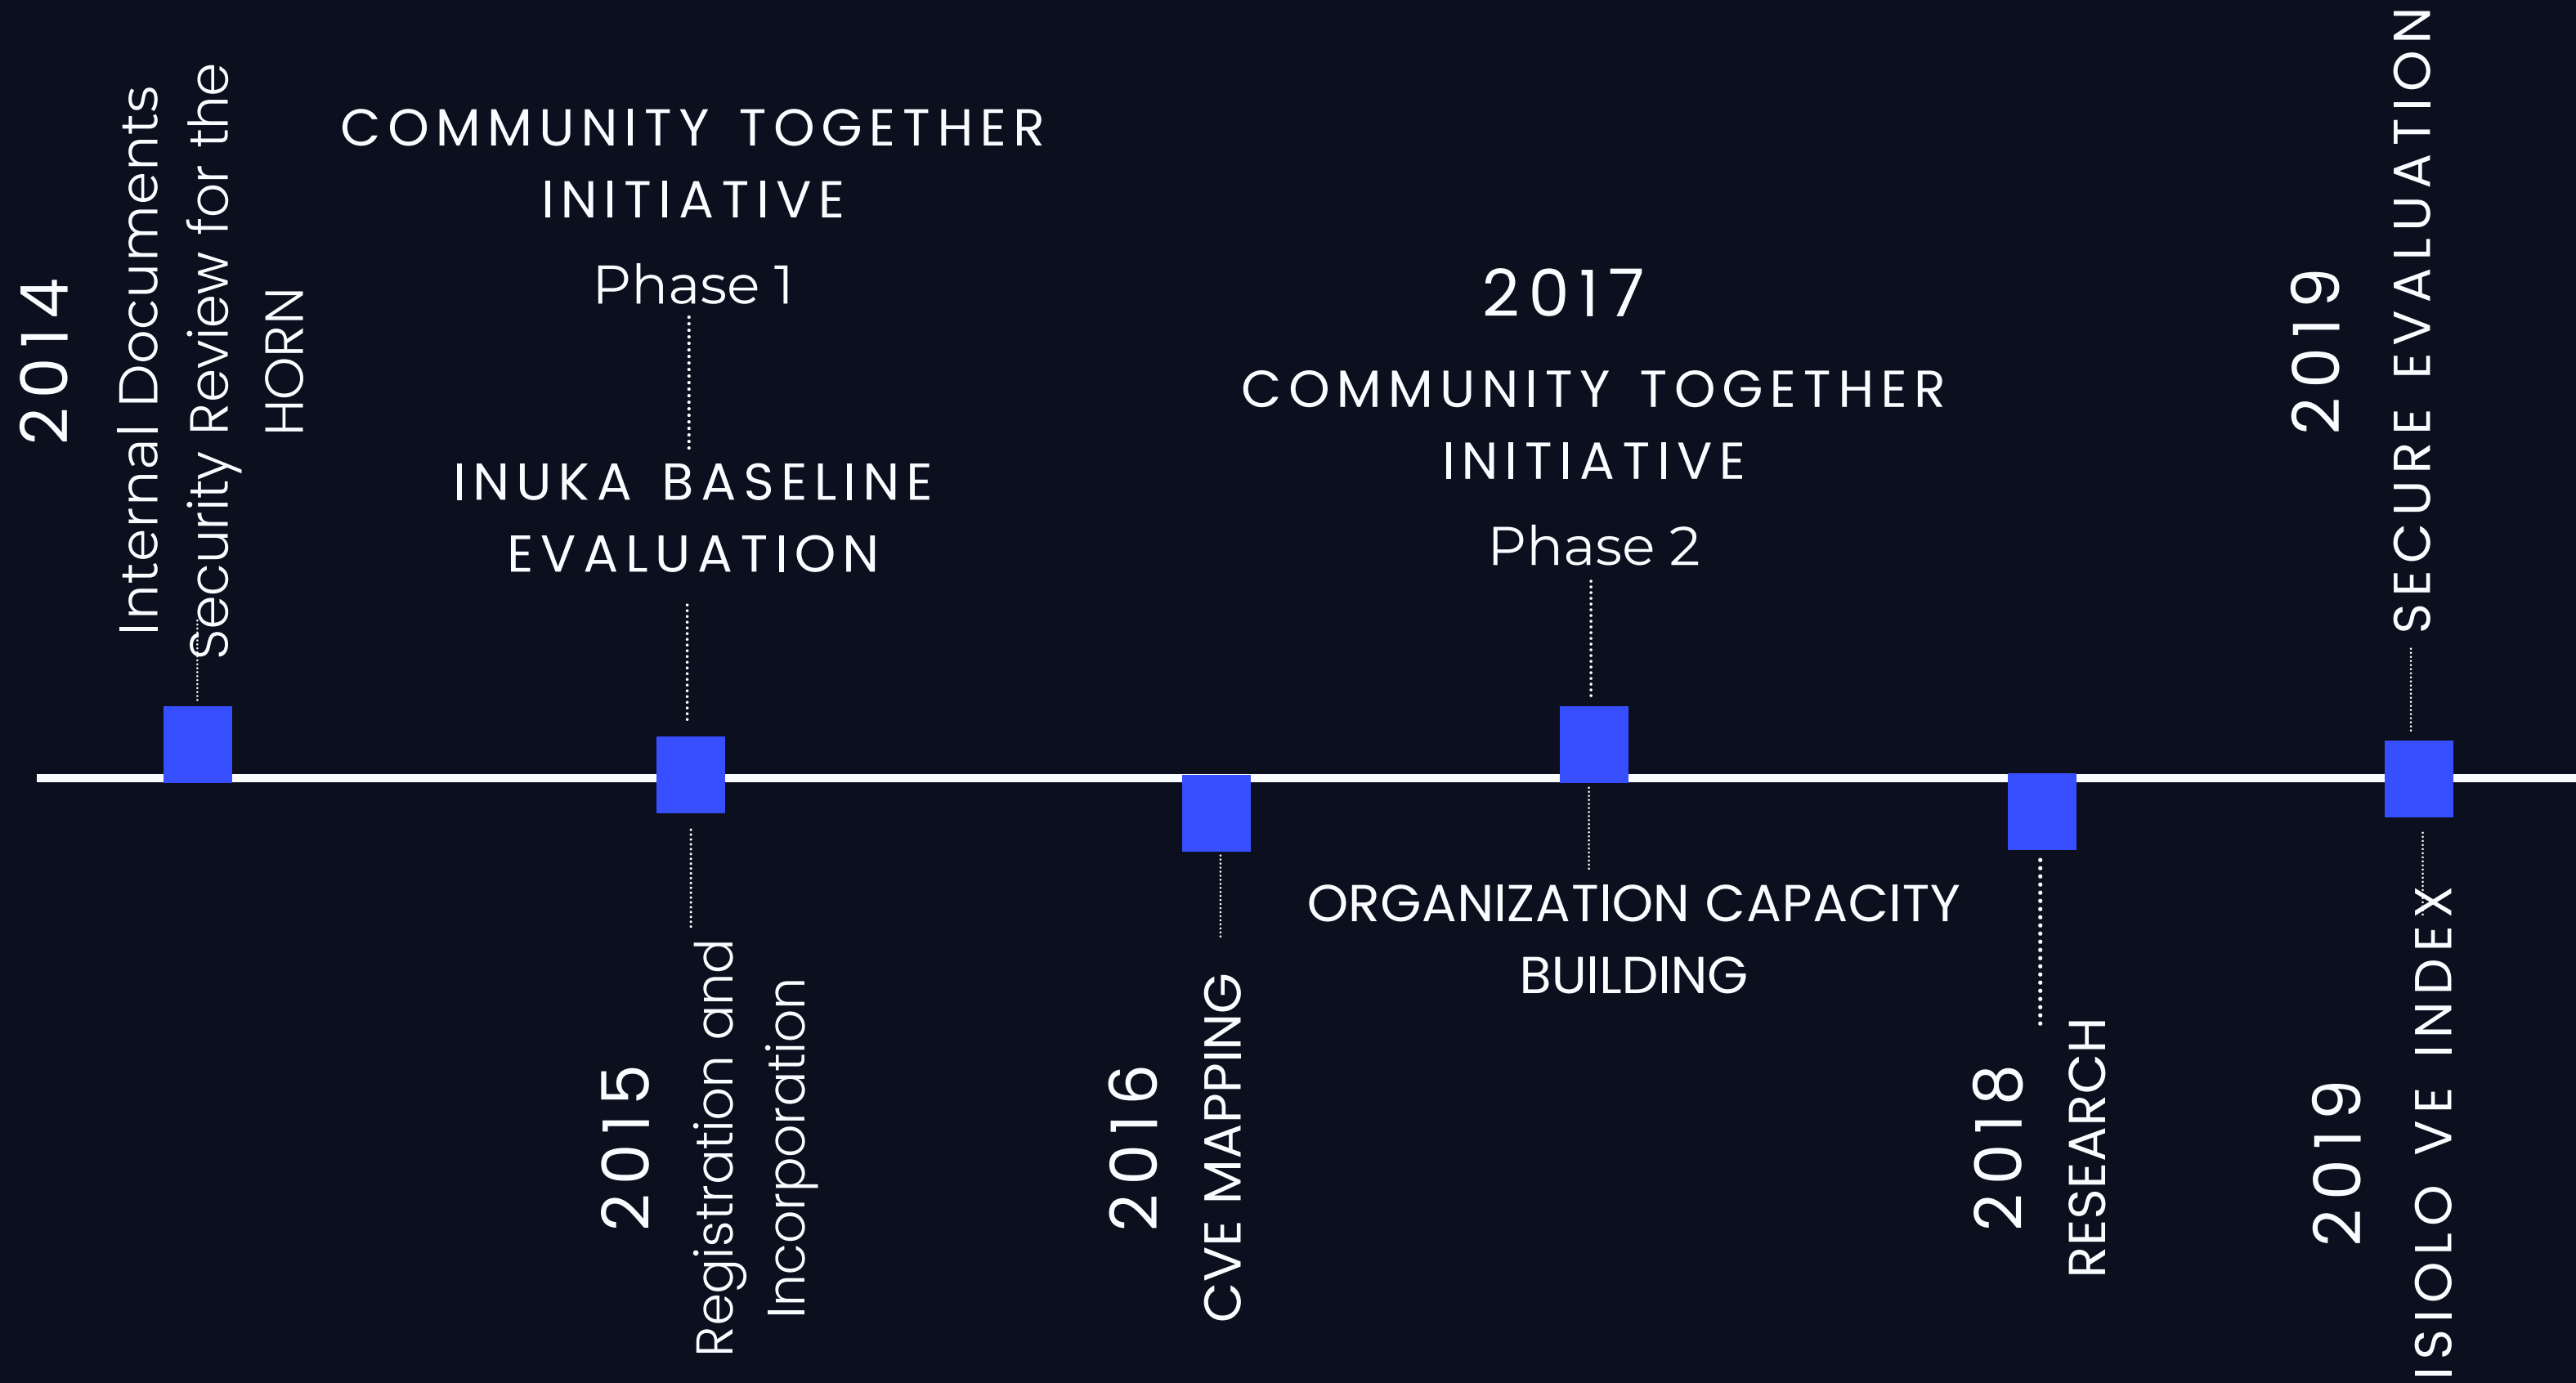 2014
Internal Documents
Security Review for the
HORN
COMMUNITY TOGETHER
INITIATIVE
Phase 1
INUKA BASELINE
EVALUATION
2015
Registration and
Incorporation
2016
CVE MAPPING
2017
COMMUNITY TOGETHER
INITIATIVE
Phase 2
ORGANIZATION CAPACITY
BUILDING
2018
RESEARCH
2019
SECURE EVALUATION
2019
ISIOLO VE INDEX